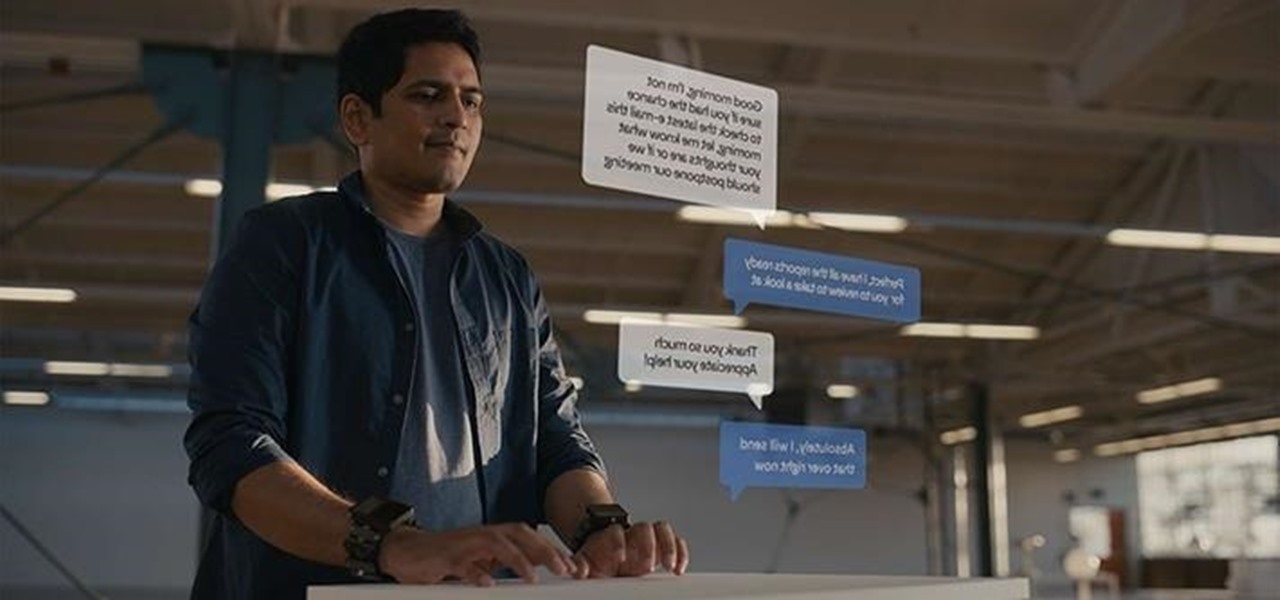 Good morning, I'm not
sure if you had the chance
to check the latest e-mail this
morning, let me know what
your thoughts are or if we
should postpone our meeting
Perfect, I have all the reports ready
for you to review to take a look at
Thank you so much
Appreciate your help!
Absolutely, I will send
that over right now